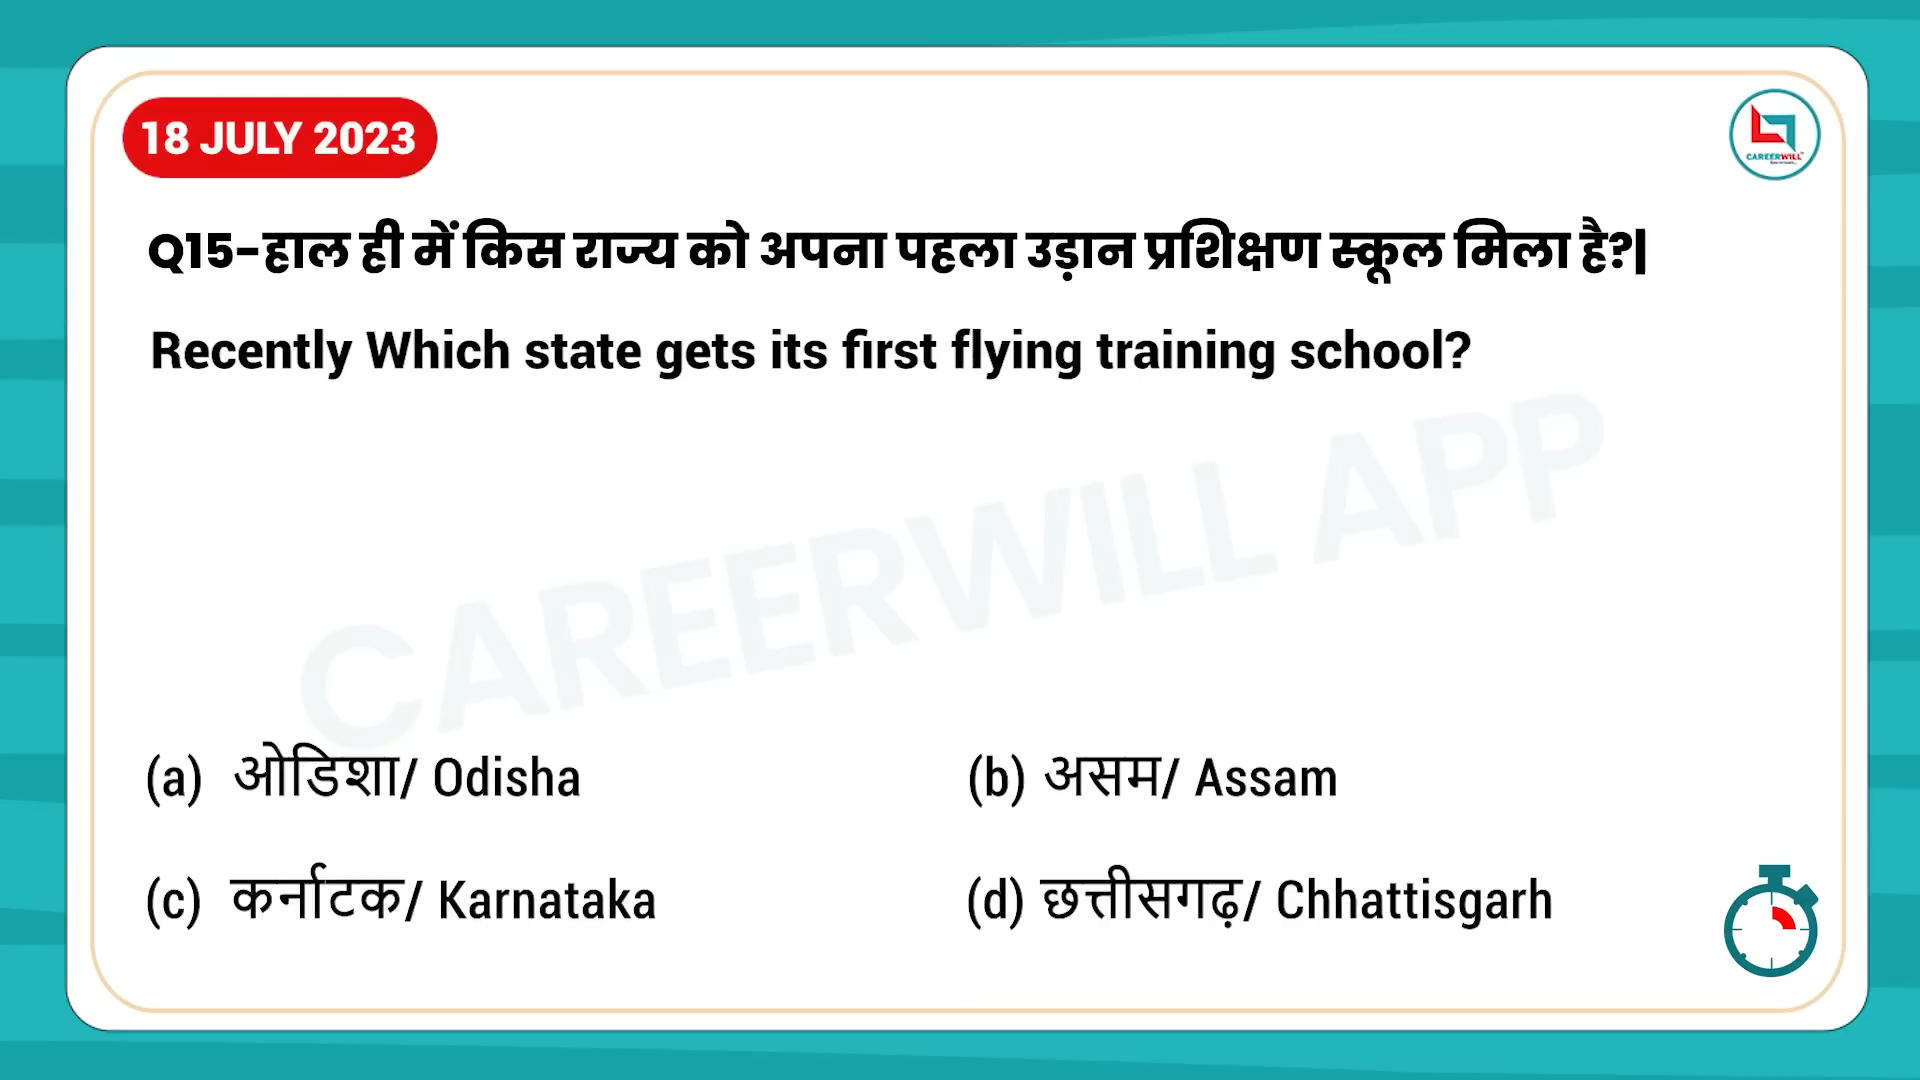 18 JULY 2023
CAREERWILL
Q15-हाल ही में किस राज्य को अपना पहला उड़ान प्रशिक्षण स्कूल मिला है?|
Recently Which state gets its first flying training school?
CAREERWILL APP
(a) ओडिशा/ Odisha
(b) असम/ Assam
(c) कर्नाटक/ Karnataka
(d) छत्तीसगढ़/ Chhattisgarh